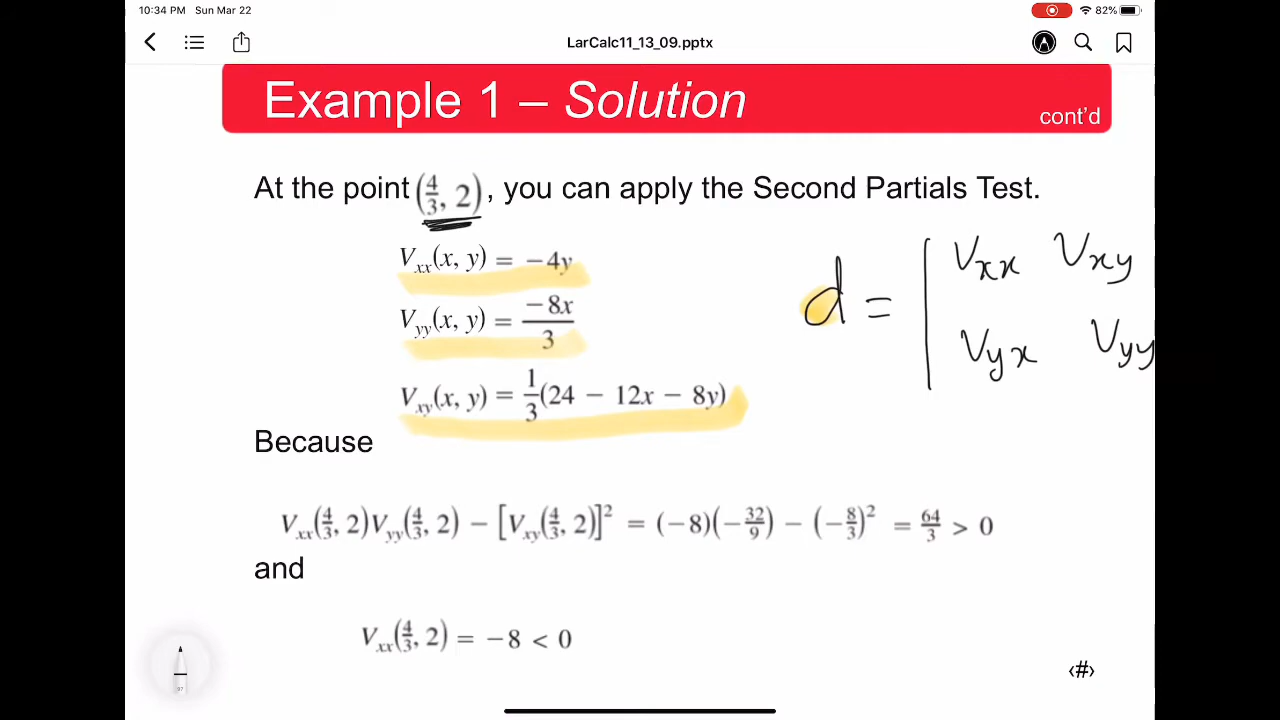 10:34 PM Sun Mar 22
82%
LarCalc11_13_09.pptx
Example 1 – Solution
cont'd
At the point (4/3, 2), you can apply the Second Partials Test.
V_xx(x, y) = −4y
V_yy(x, y) = −8x/3
V_xy(x, y) = 1/3(24 − 12x − 8y)
d = | V_xx V_xy
V_yx V_yy
Because
V_xx(4/3, 2)V_yy(4/3, 2) − [V_xy(4/3, 2)]² = (−8)(−32/9) − (−8/3)² = 64/3 > 0
and
V_xx(4/3, 2) = −8 < 0
97
‹#›